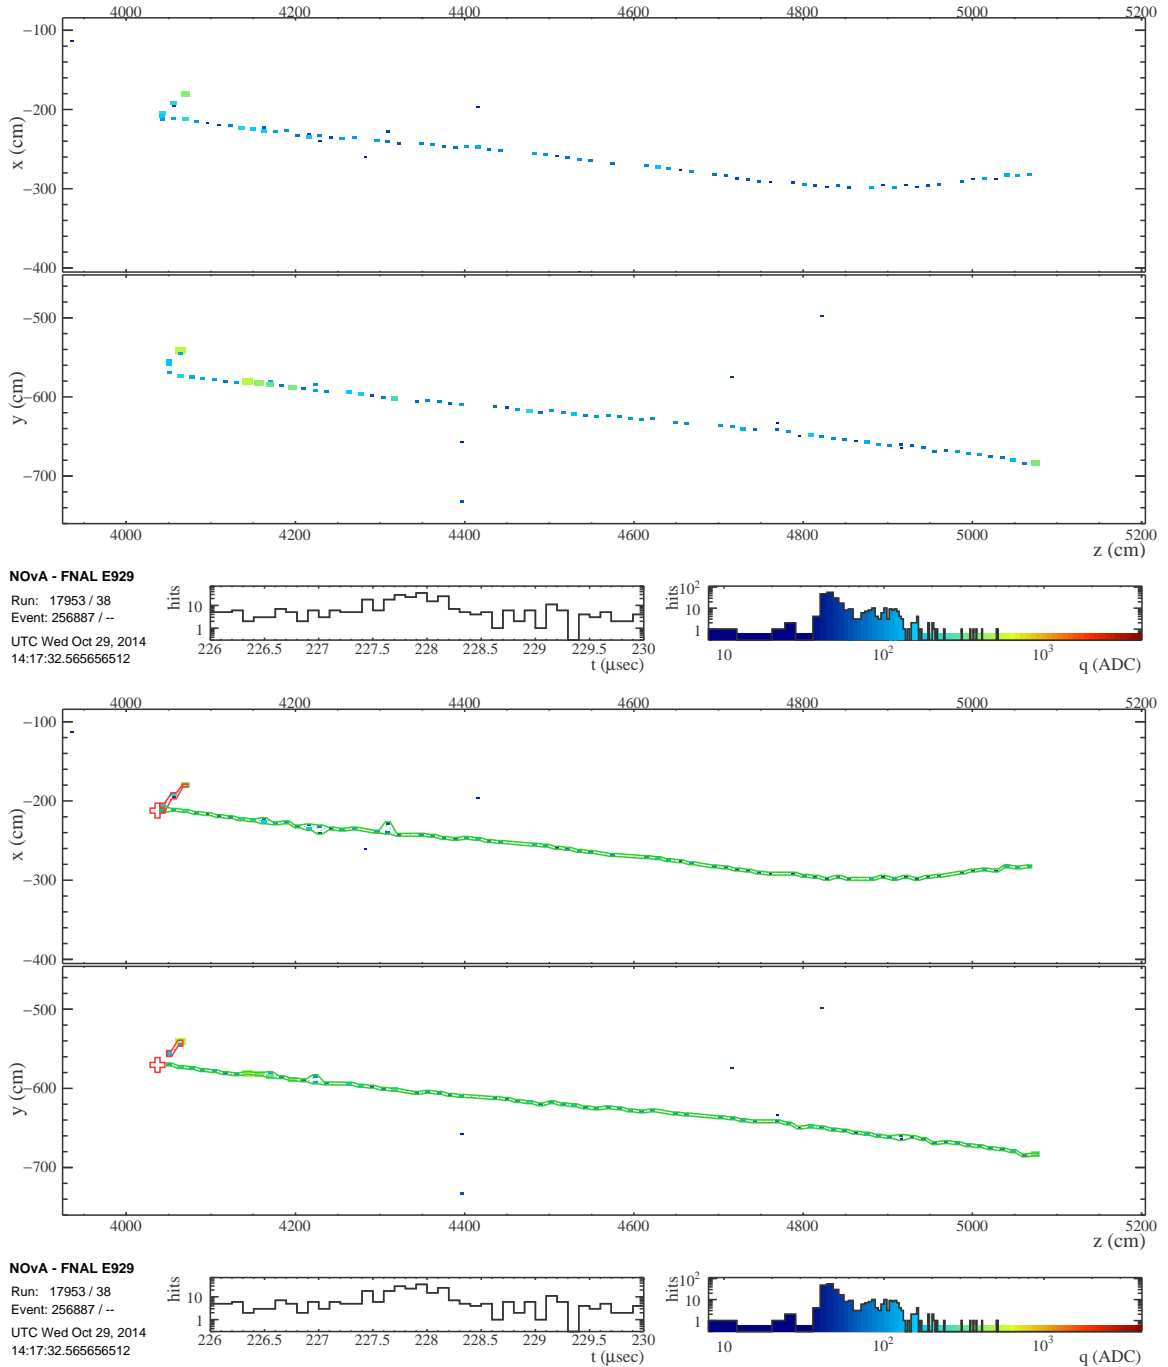 4000 4200 4400 4600 4800 5000 5200
−100
−200
−300
−400
x (cm)
−500
−600
−700
y (cm)
4000 4200 4400 4600 4800 5000 5200
z (cm)
NOvA - FNAL E929
Run: 17953 / 38
Event: 256887 / --
UTC Wed Oct 29, 2014
14:17:32.565656512
hits
10
1
226 226.5 227 227.5 228 228.5 229 229.5 230
t (μsec)
hits
10²
10
1
10 10² 10³
q (ADC)
4000 4200 4400 4600 4800 5000 5200
−100
−200
−300
−400
x (cm)
−500
−600
−700
y (cm)
4000 4200 4400 4600 4800 5000 5200
z (cm)
NOvA - FNAL E929
Run: 17953 / 38
Event: 256887 / --
UTC Wed Oct 29, 2014
14:17:32.565656512
hits
10
1
226 226.5 227 227.5 228 228.5 229 229.5 230
t (μsec)
hits
10²
10
1
10 10² 10³
q (ADC)